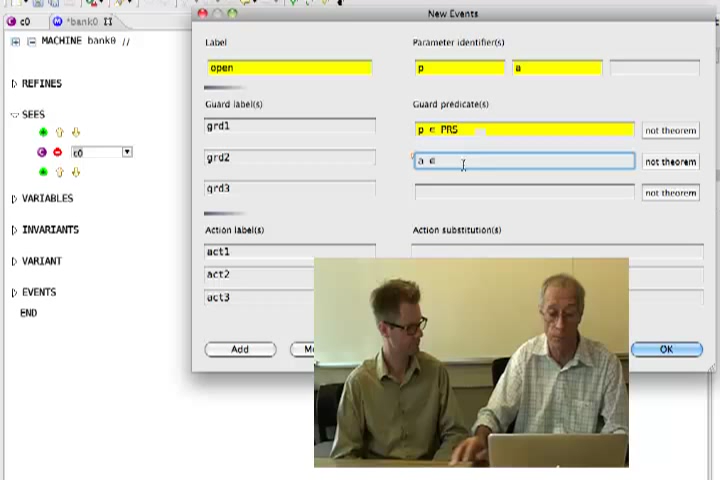 New Events
c0 *bank0
MACHINE bank0 //
REFINES
SEES
c0
VARIABLES
INVARIANTS
VARIANT
EVENTS
END
Label Parameter identifier(s)
open p a
Guard label(s) Guard predicate(s)
grd1 p ∈ PRS not theorem
grd2 a ∈ not theorem
grd3 not theorem
Action label(s) Action substitution(s)
act1
act2
act3
Add OK